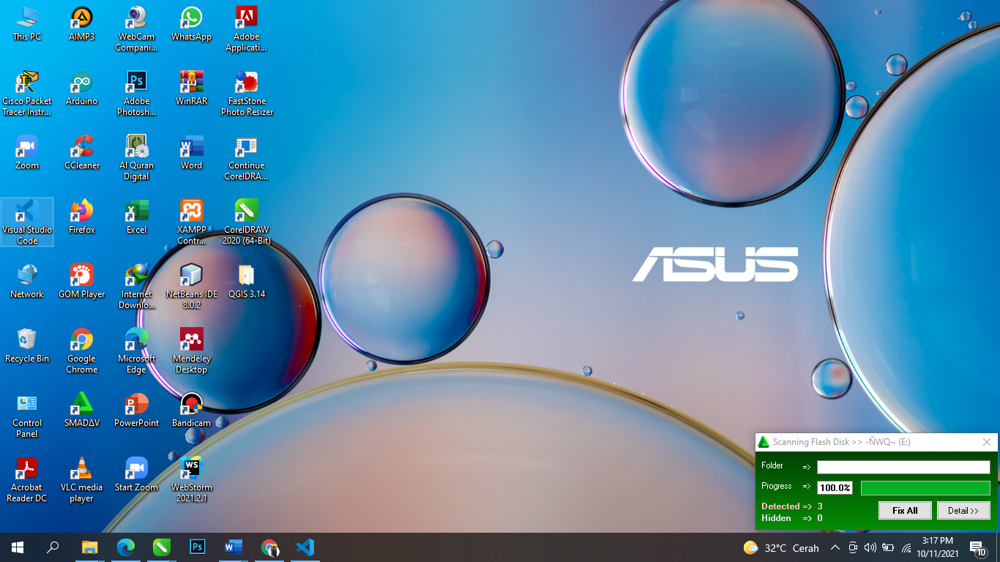 This PC
AIMP3
WebCam
Compani...
WhatsApp
Adobe
Applicati...
Cisco Packet
Tracer Instr...
Arduino
Adobe
Photosh...
WinRAR
FastStone
Photo Resizer
Zoom
CCleaner
Al Quran
Digital
Word
Continue
CorelDRA...
Visual Studio
Code
Firefox
Excel
XAMPP
Contr...
CorelDRAW
2020 (64-Bit)
Network
GOM Player
Internet
Downlo...
NetBeans IDE
8.0.2
QGIS 3.14
Recycle Bin
Google
Chrome
Microsoft
Edge
Mendeley
Desktop
Control
Panel
SMADΔV
PowerPoint
Bandicam
Acrobat
Reader DC
VLC media
player
Start Zoom
WS
WebStorm
2021.2.1
ASUS
Scanning Flash Disk >> -ÑWQ~ (E:)
Folder =>
Progress => 100.0%
Detected => 3
Hidden => 0
Fix All
Detail >>
32°C Cerah
3:17 PM
10/11/2021
10